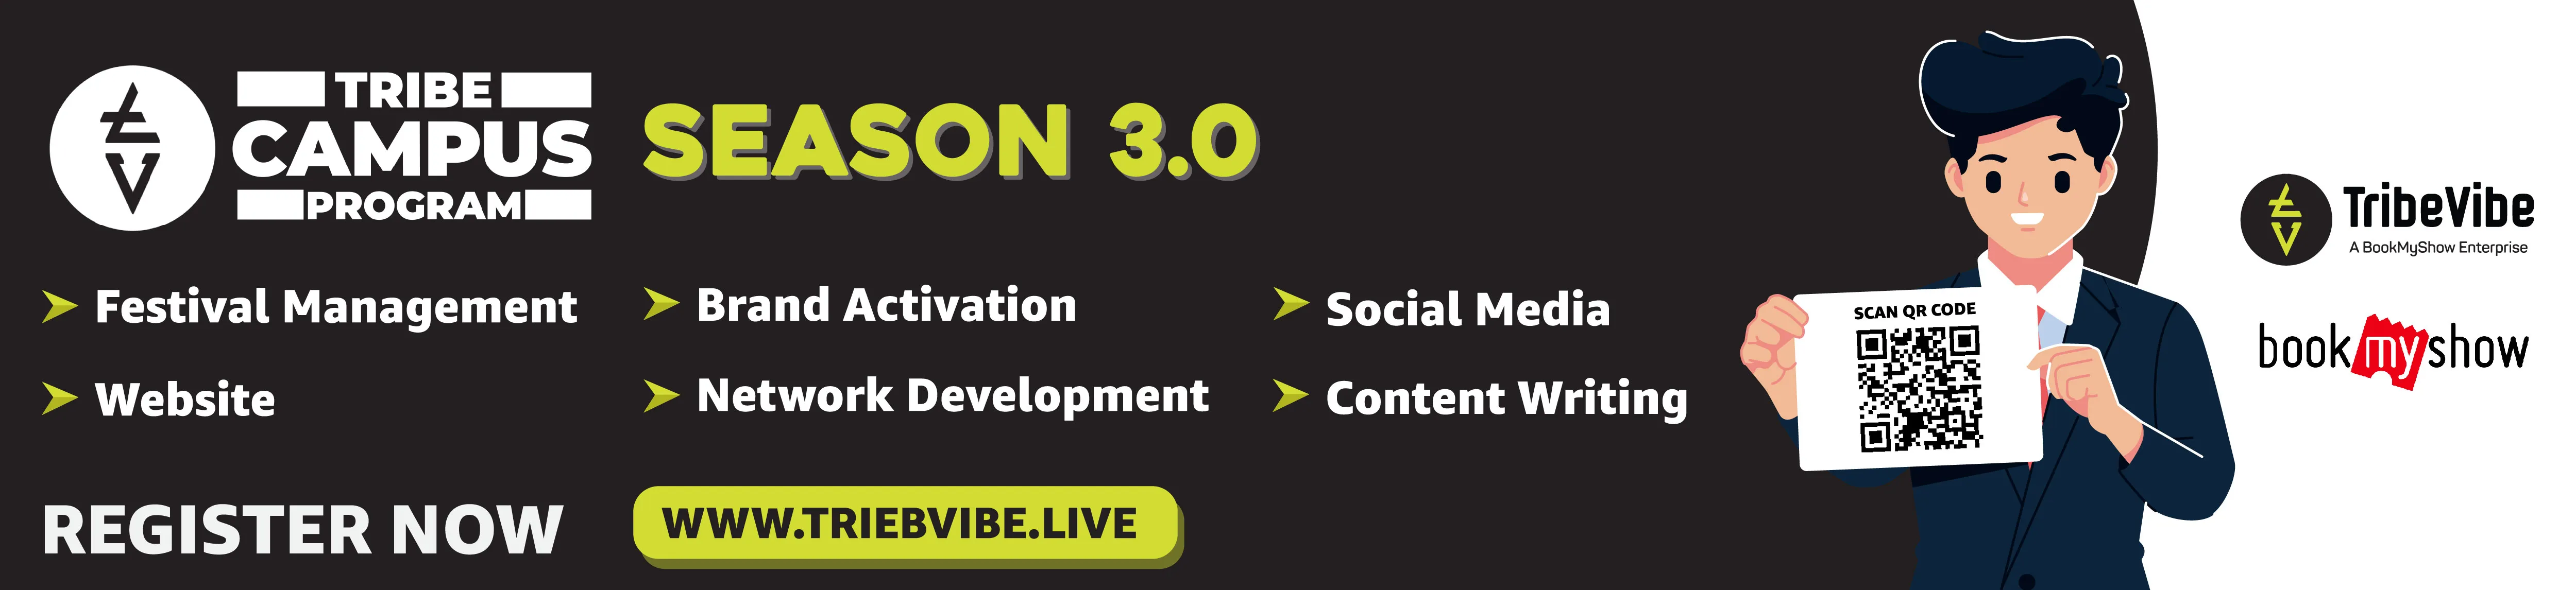 TRIBE
CAMPUS
PROGRAM
SEASON 3.0
Festival Management
Brand Activation
Social Media
Website
Network Development
Content Writing
REGISTER NOW
WWW.TRIEBVIBE.LIVE
SCAN QR CODE
TribeVibe
A BookMyShow Enterprise
bookmyshow